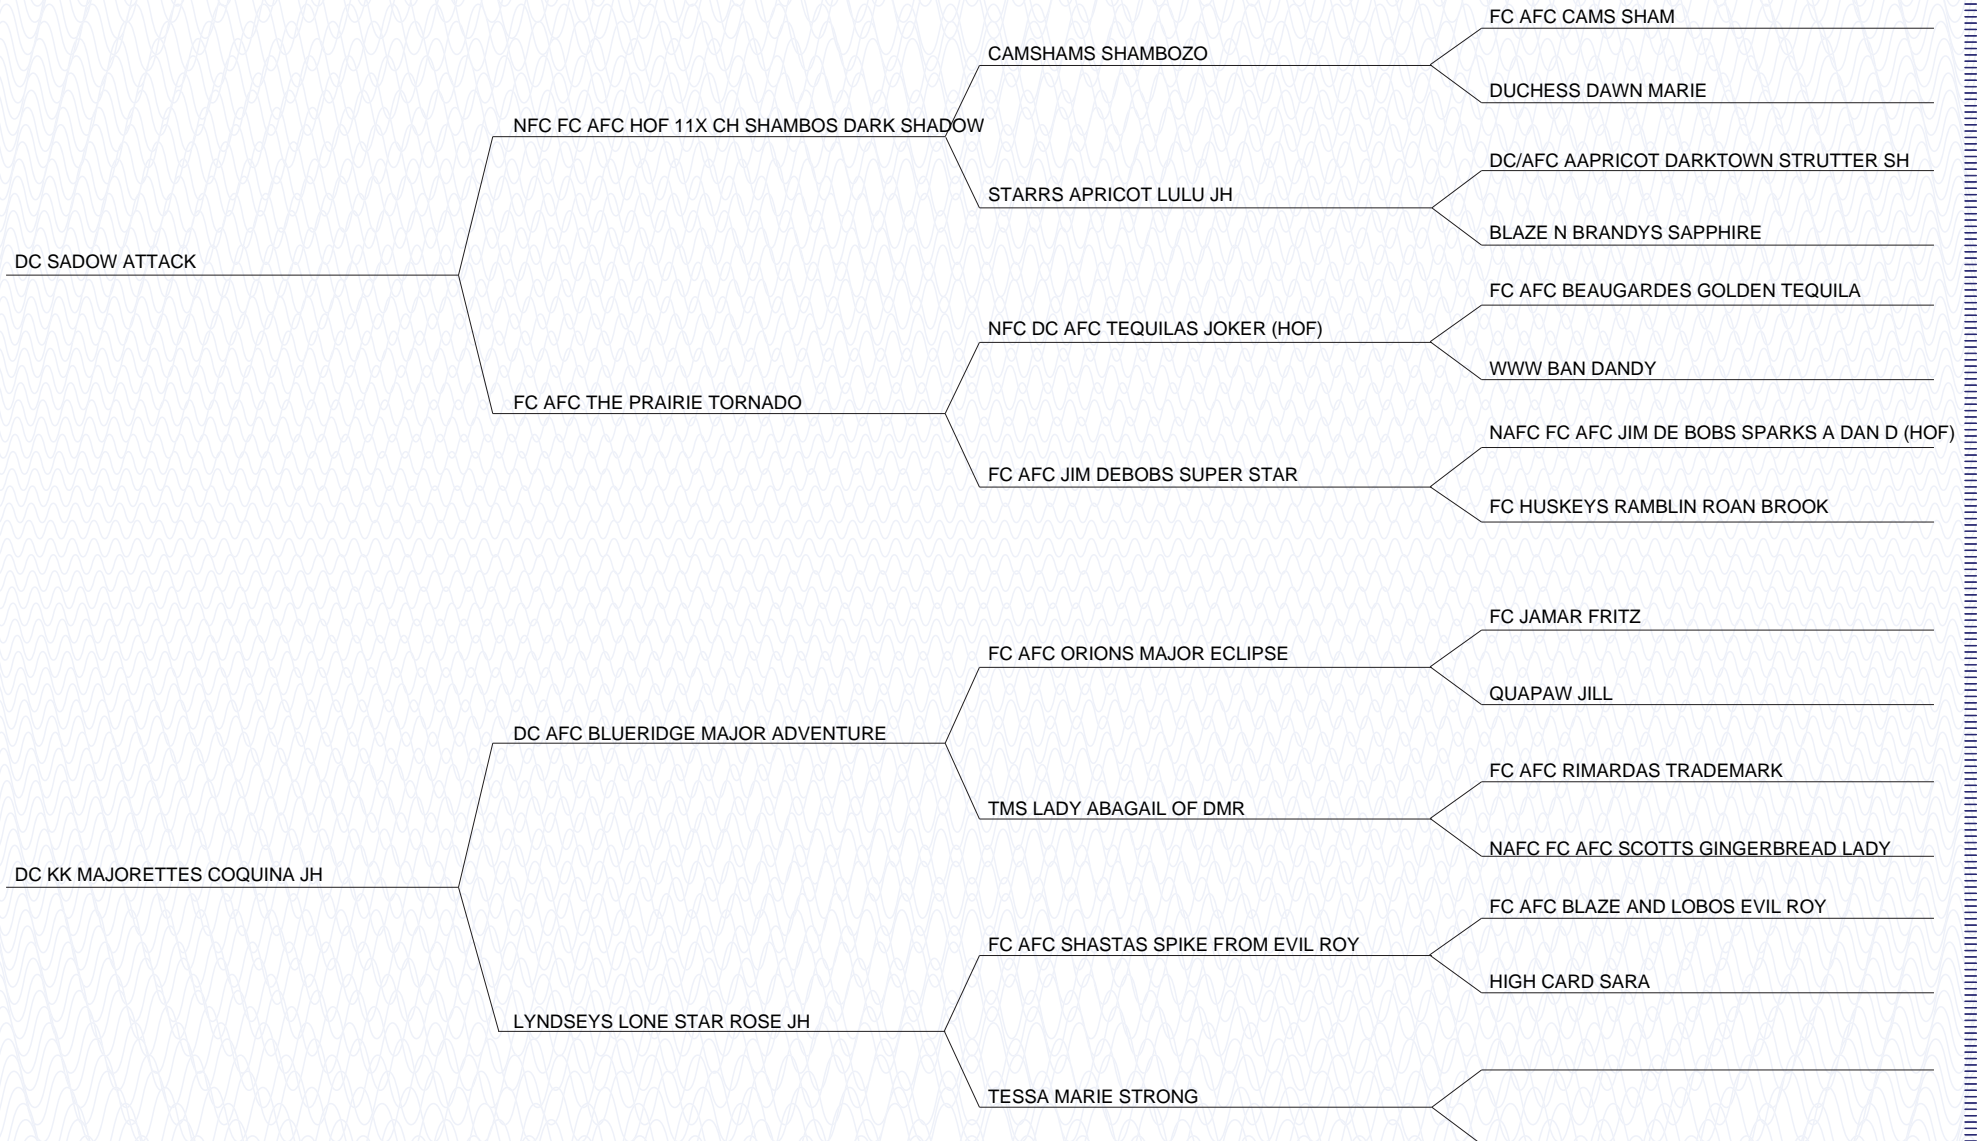 FC AFC CAMS SHAM
CAMSHAMS SHAMBOZO
DUCHESS DAWN MARIE
NFC FC AFC HOF 11X CH SHAMBOS DARK SHADOW
DC/AFC AAPRICOT DARKTOWN STRUTTER SH
STARRS APRICOT LULU JH
BLAZE N BRANDYS SAPPHIRE
DC SADOW ATTACK
FC AFC BEAUGARDES GOLDEN TEQUILA
NFC DC AFC TEQUILAS JOKER (HOF)
WWW BAN DANDY
FC AFC THE PRAIRIE TORNADO
NAFC FC AFC JIM DE BOBS SPARKS A DAN D (HOF)
FC AFC JIM DEBOBS SUPER STAR
FC HUSKEYS RAMBLIN ROAN BROOK
FC JAMAR FRITZ
FC AFC ORIONS MAJOR ECLIPSE
QUAPAW JILL
DC AFC BLUERIDGE MAJOR ADVENTURE
FC AFC RIMARDAS TRADEMARK
TMS LADY ABAGAIL OF DMR
NAFC FC AFC SCOTTS GINGERBREAD LADY
DC KK MAJORETTES COQUINA JH
FC AFC BLAZE AND LOBOS EVIL ROY
FC AFC SHASTAS SPIKE FROM EVIL ROY
HIGH CARD SARA
LYNDSEYS LONE STAR ROSE JH
TESSA MARIE STRONG